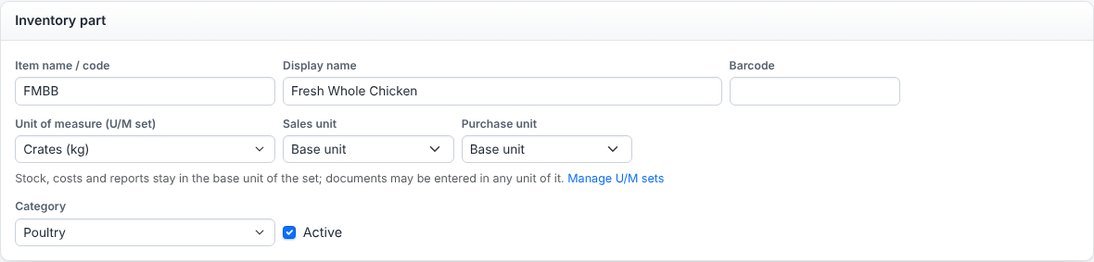 Inventory part
Item name / code Display name Barcode
FMBB Fresh Whole Chicken
Unit of measure (U/M set) Sales unit Purchase unit
Crates (kg) Base unit Base unit
Stock, costs and reports stay in the base unit of the set; documents may be entered in any unit of it. Manage U/M sets
Category
Poultry Active